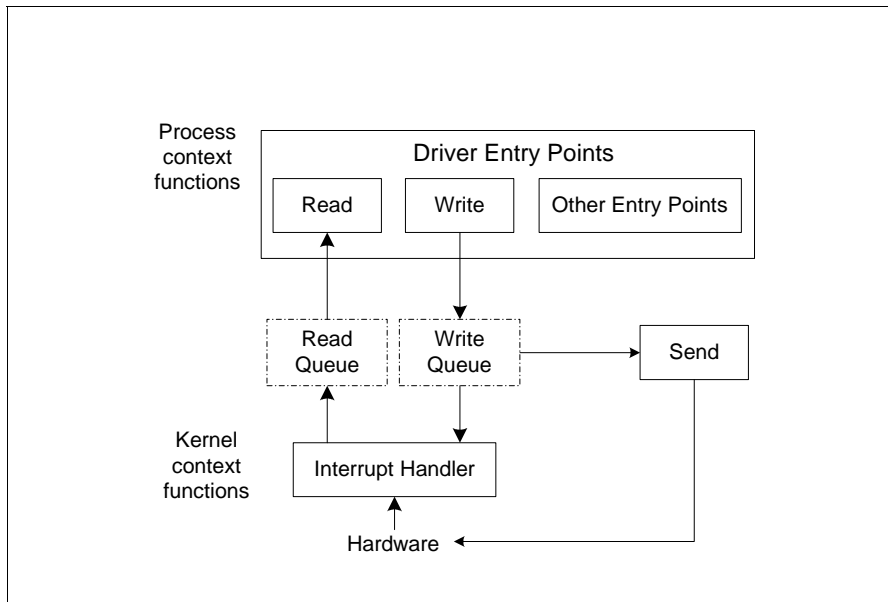 Process
context
functions
Driver Entry Points
Read
Write
Other Entry Points
Read
Queue
Write
Queue
Send
Kernel
context
functions
Interrupt Handler
Hardware